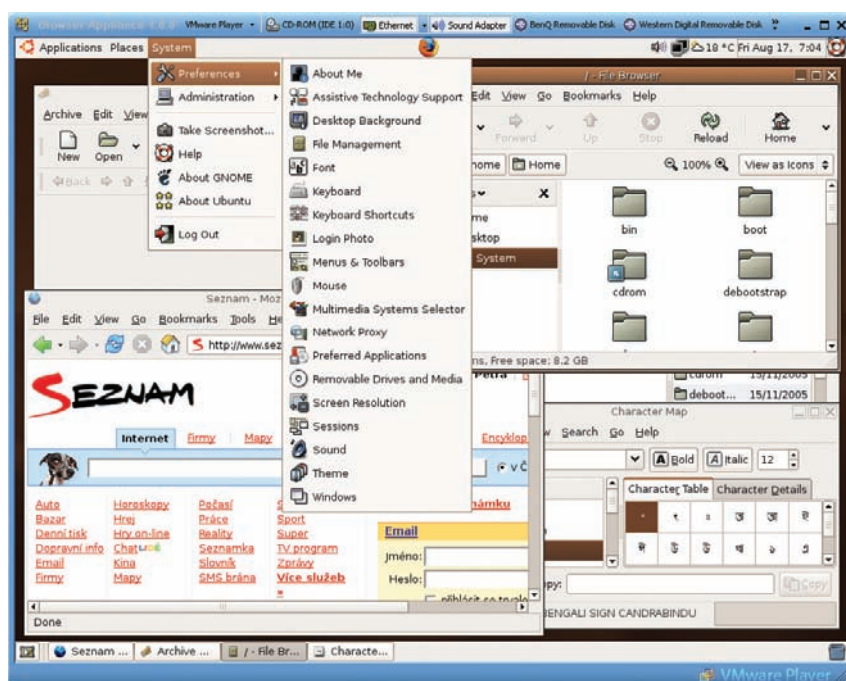 Browser Appliance 1.0.0 VMware Player CD-ROM (IDE 1:0) Ethernet Sound Adapter BenQ Removable Disk Western Digital Removable Disk
Applications Places System 18 °C Fri Aug 17, 7:04
Preferences
Administration
Take Screenshot...
Help
About GNOME
About Ubuntu
Log Out
About Me
Assistive Technology Support
Desktop Background
File Management
Font
Keyboard
Keyboard Shortcuts
Login Photo
Menus & Toolbars
Mouse
Multimedia Systems Selector
Network Proxy
Preferred Applications
Removable Drives and Media
Screen Resolution
Sessions
Sound
Theme
Windows
Archive Edit View
New Open
Back
/ - File Browser
Edit View Go Bookmarks Help
Forward Up Stop Reload Home
home Home 100% View as Icons
System
bin boot
cdrom debootstrap
Free space: 8.2 GB
cdrom 15/11/2005
deboot... 15/11/2005
Seznam - Moz
File Edit View Go Bookmarks Tools
http://www.sez
SEZNAM
Internet Firmy Mapy Encyklop
Auto Horoskopy Počasí
Bazar Hrej Práce Sport
Denní tisk Hry on-line Reality Super
Dopravní info Chat Seznamka TV program
Email Kina Slovník Zprávy
Firmy Mapy SMS brána Více služeb
»
Email
Jméno:
Heslo:
Done
Character Map
Search Go Help
Bold Italic 12
Character Table Character Details
ঁ ং ঃ অ আ ই
ঈ উ ঊ ঋ ঌ এ
Copy
BENGALI SIGN CANDRABINDU
Seznam ... Archive ... / - File Br... Characte...
VMware Player